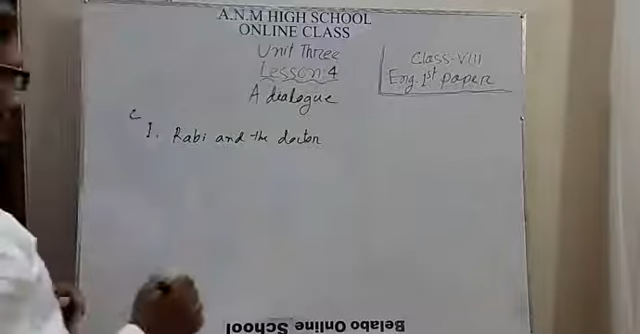 A.N.M HIGH SCHOOL
ONLINE CLASS
Unit Three
Lesson-4
A dialogue
Class-VIII
Eng. 1st paper
C
1. Rabi and the doctor
Belabo Online School